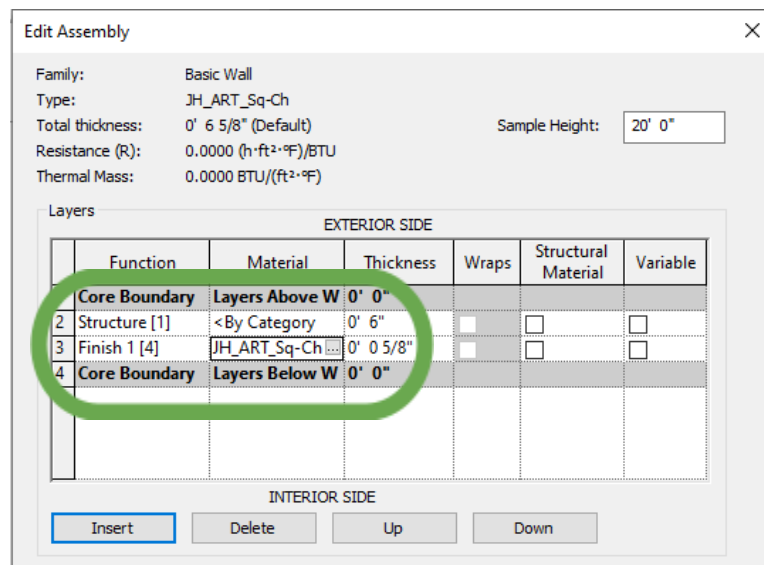 Edit Assembly
Family: Basic Wall
Type: JH_ART_Sq-Ch
Total thickness: 0' 6 5/8" (Default) Sample Height: 20' 0"
Resistance (R): 0.0000 (h·ft²·ºF)/BTU
Thermal Mass: 0.0000 BTU/(ft²·ºF)
Layers
EXTERIOR SIDE
Function Material Thickness Wraps Structural Material Variable
Core Boundary Layers Above W 0' 0"
2 Structure [1] <By Category 0' 6"
3 Finish 1 [4] JH_ART_Sq-Ch ... 0' 0 5/8"
4 Core Boundary Layers Below W 0' 0"
INTERIOR SIDE
Insert Delete Up Down